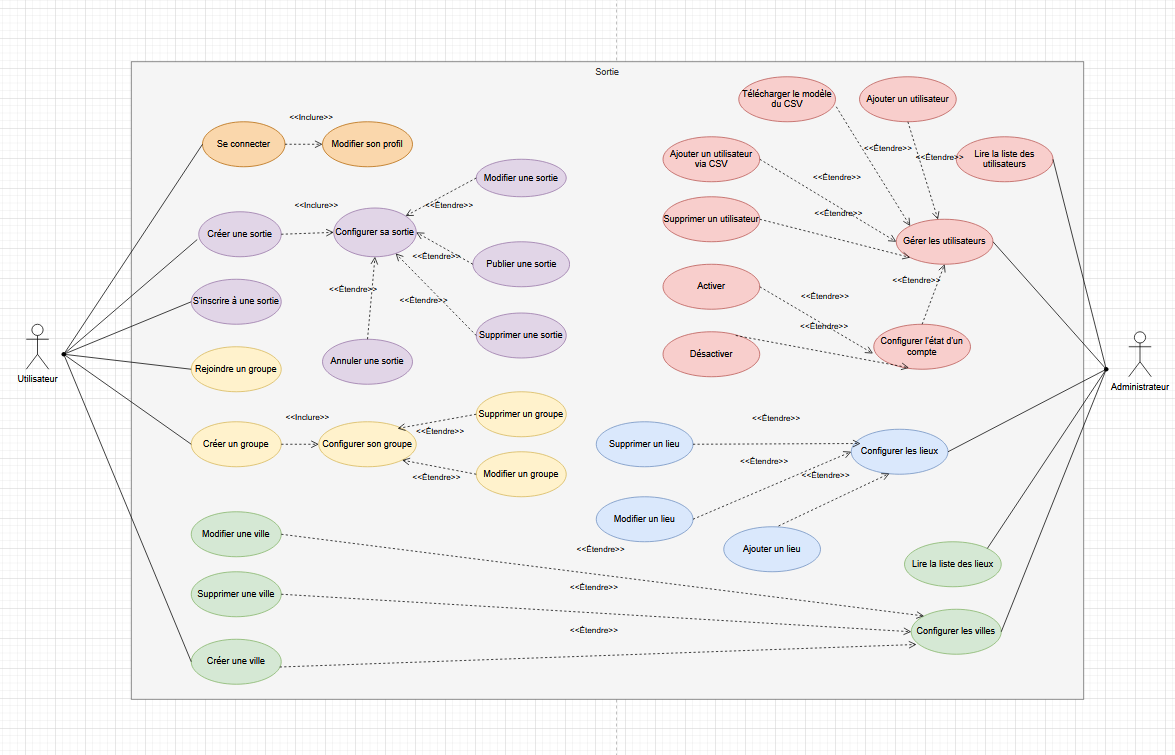 Sortie
Télécharger le modèle
du CSV
Ajouter un utilisateur
<<Inclure>>
Se connecter
Modifier son profil
<<Étendre>>
<<Étendre>>
Ajouter un utilisateur
via CSV
Lire la liste des
utilisateurs
Modifier une sortie
<<Étendre>>
<<Inclure>>
<<Étendre>>
<<Étendre>>
Supprimer un utilisateur
Créer une sortie
Configurer sa sortie
Gérer les utilisateurs
<<Étendre>>
Publier une sortie
<<Étendre>>
<<Étendre>>
Activer
<<Étendre>>
<<Étendre>>
S'inscrire à une sortie
<<Étendre>>
Supprimer une sortie
Configurer l'état d'un
compte
Désactiver
Annuler une sortie
Rejoindre un groupe
Utilisateur
Administrateur
<<Inclure>>
Supprimer un groupe
<<Étendre>>
<<Étendre>>
Créer un groupe
Configurer son groupe
Supprimer un lieu
Configurer les lieux
<<Étendre>>
<<Étendre>>
<<Étendre>>
Modifier un groupe
Modifier un lieu
Modifier une ville
<<Étendre>>
Ajouter un lieu
Lire la liste des lieux
<<Étendre>>
Supprimer une ville
<<Étendre>>
Configurer les villes
Créer une ville